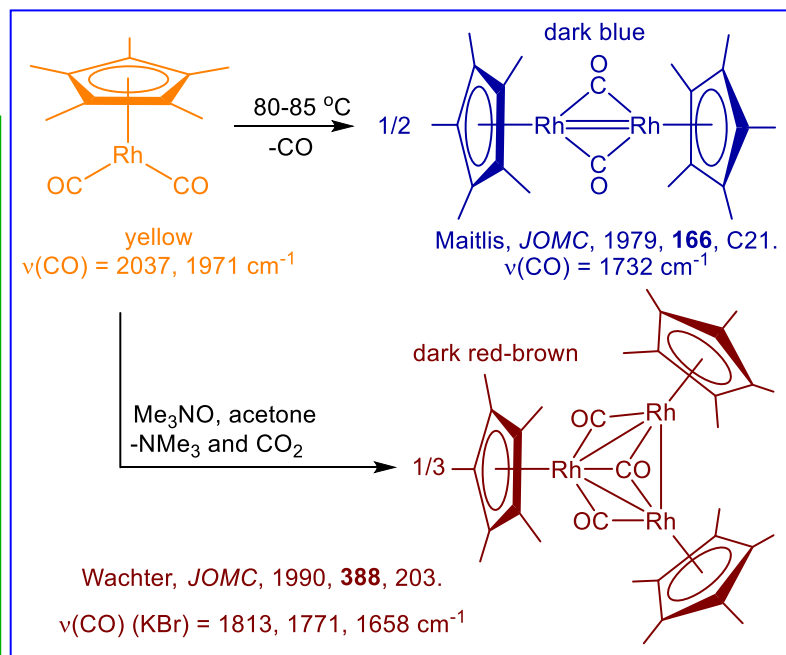 dark blue
80-85 °C
-CO
Rh
OC
CO
1/2
Rh
Rh
C
O
C
O
yellow
ν(CO) = 2037, 1971 cm⁻¹
Maitlis, JOMC, 1979, 166, C21.
ν(CO) = 1732 cm⁻¹
dark red-brown
Me₃NO, acetone
-NMe₃ and CO₂
1/3
Rh
OC
Rh
CO
OC
Rh
Wachter, JOMC, 1990, 388, 203.
ν(CO) (KBr) = 1813, 1771, 1658 cm⁻¹